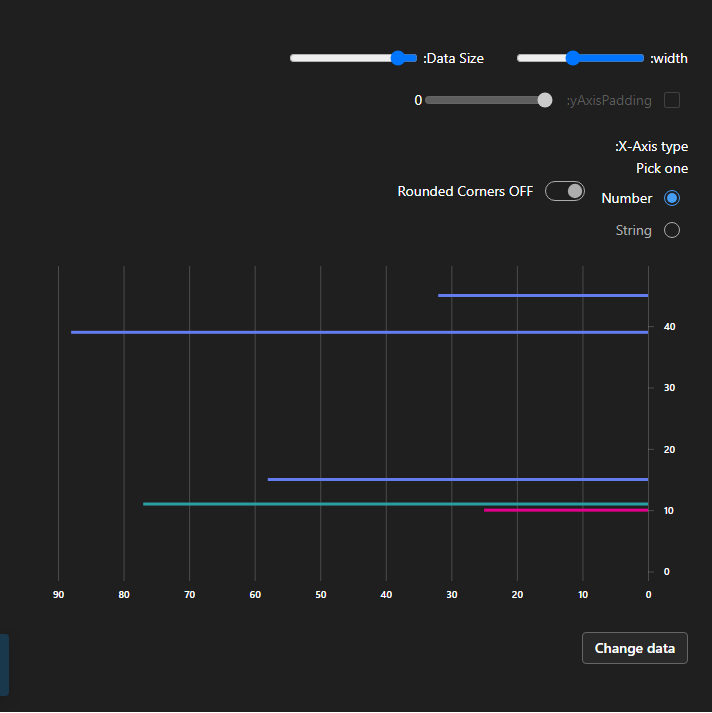 :width
:Data Size
:yAxisPadding
0
:X-Axis type
Pick one
Number
Rounded Corners OFF
String
40
30
20
10
0
90 80 70 60 50 40 30 20 10 0
Change data